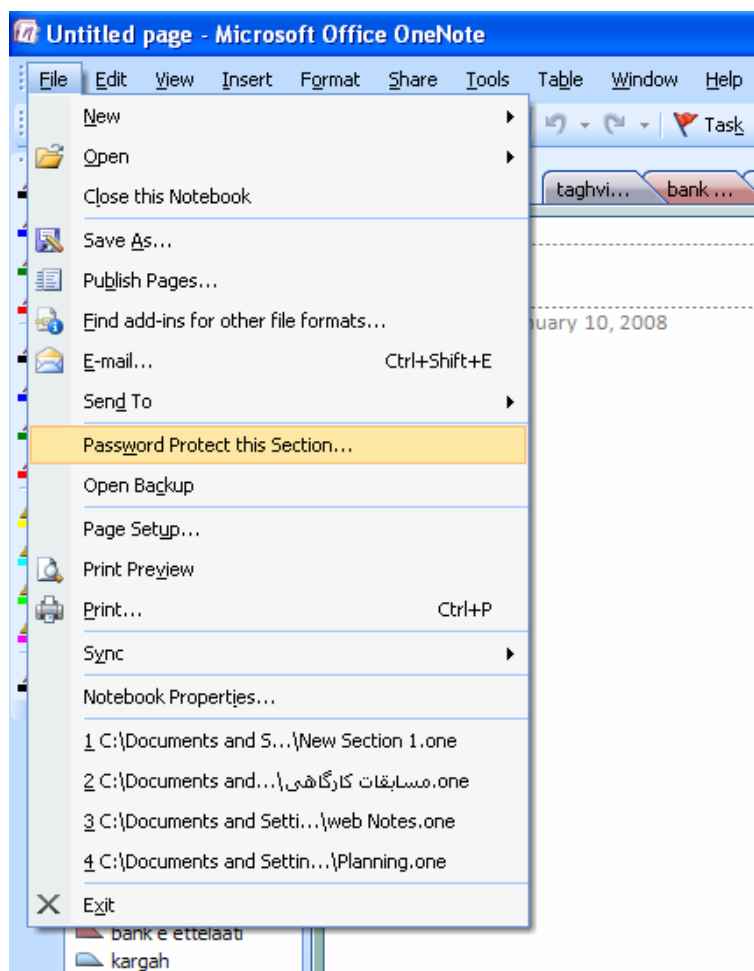 Untitled page - Microsoft Office OneNote
File Edit View Insert Format Share Tools Table Window Help
New
Task
Open
Close this Notebook
taghvi... bank ...
Save As...
Publish Pages...
Find add-ins for other file formats...
nuary 10, 2008
E-mail... Ctrl+Shift+E
Send To
Password Protect this Section...
Open Backup
Page Setup...
Print Preview
Print... Ctrl+P
Sync
Notebook Properties...
1 C:\Documents and S...\New Section 1.one
2 C:\Documents and...\مسابقات کارگاهی.one
3 C:\Documents and Setti...\web Notes.one
4 C:\Documents and Settin...\Planning.one
Exit
bank e ettelaati
kargah